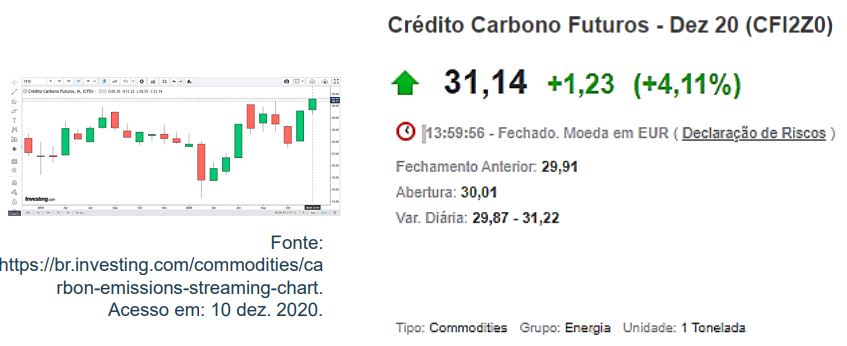 Crédito Carbono Futuros - Dez 20 (CFI2Z0)
31,14 +1,23 (+4,11%)
13:59:56 - Fechado. Moeda em EUR ( Declaração de Riscos )
Fechamento Anterior: 29,91
Abertura: 30,01
Var. Diária: 29,87 - 31,22
Tipo: Commodities Grupo: Energia Unidade: 1 Tonelada
Crédito Carbono Futuros, M, (CFD)
Investing.com
Fonte:
https://br.investing.com/commodities/ca
rbon-emissions-streaming-chart.
Acesso em: 10 dez. 2020.